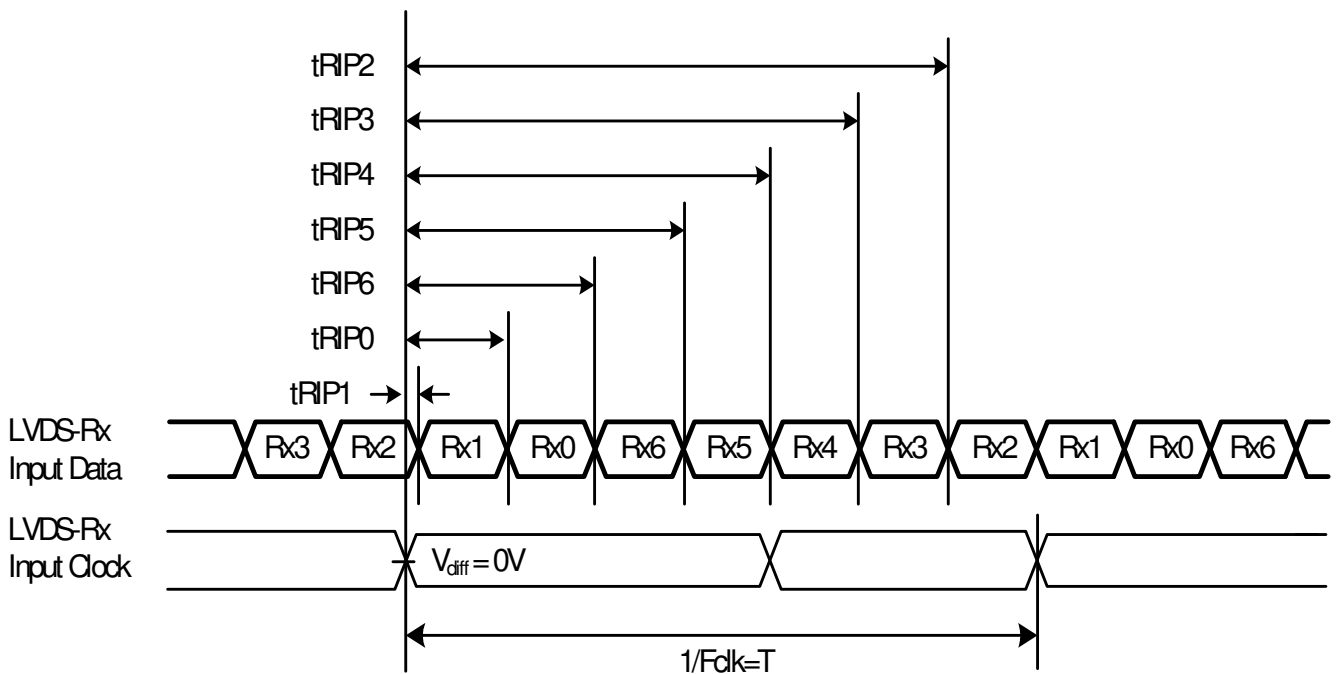 tRIP2
tRIP3
tRIP4
tRIP5
tRIP6
tRIP0
tRIP1
LVDS-Rx
Input Data
Rx3 Rx2 Rx1 Rx0 Rx6 Rx5 Rx4 Rx3 Rx2 Rx1 Rx0 Rx6
LVDS-Rx
Input Clock
Vdiff = 0V
1/Fclk=T